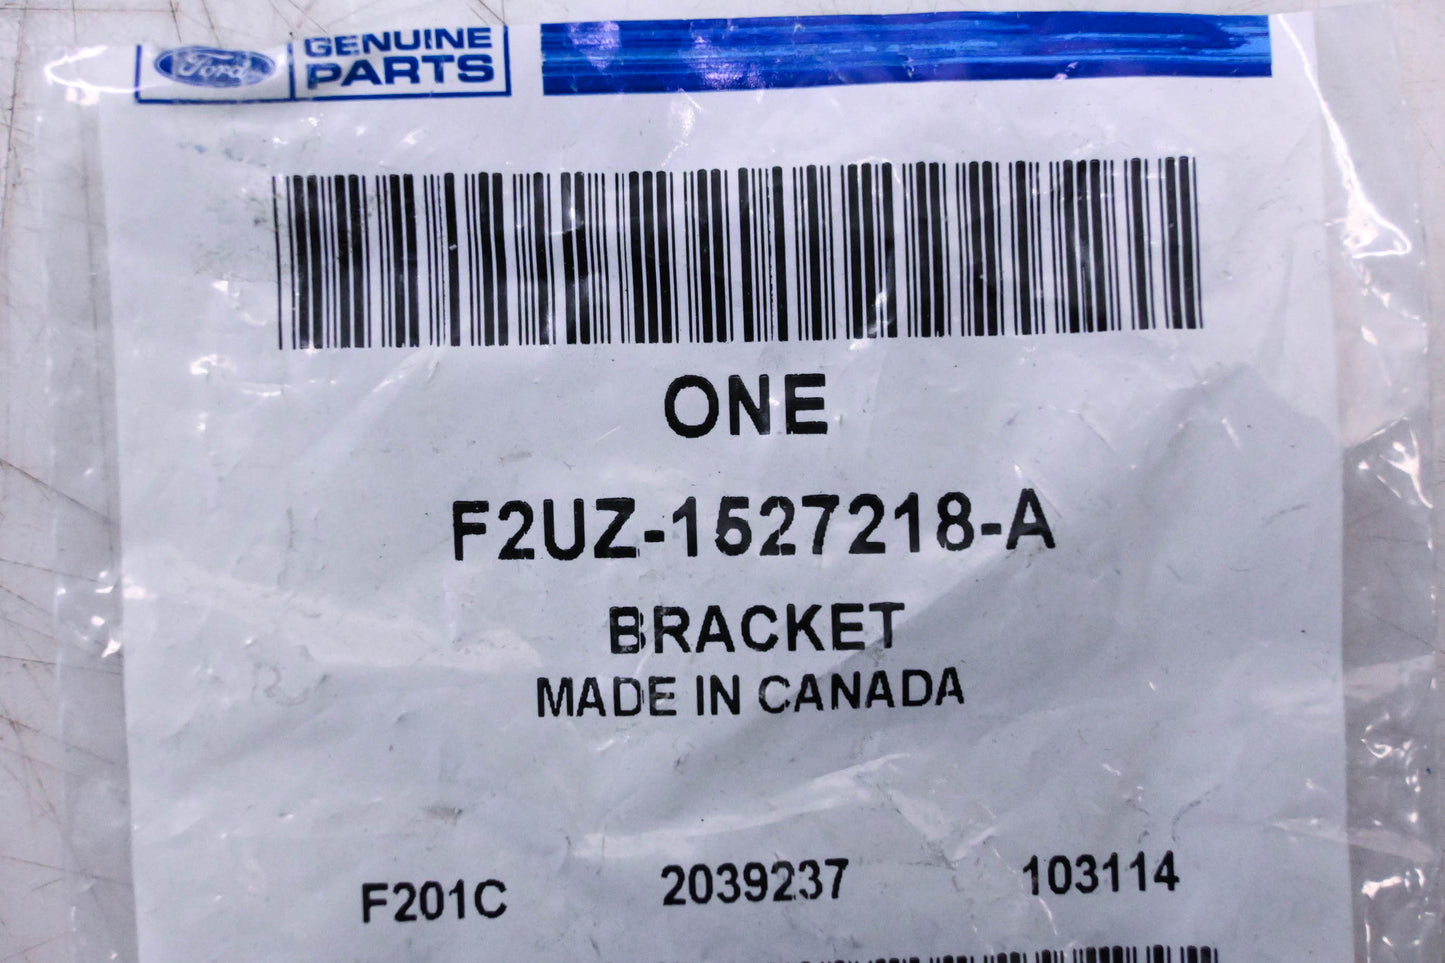 Ford GENUINE
PARTS
ONE
F2UZ-1527218-A
BRACKET
MADE IN CANADA
F201C 2039237 103114